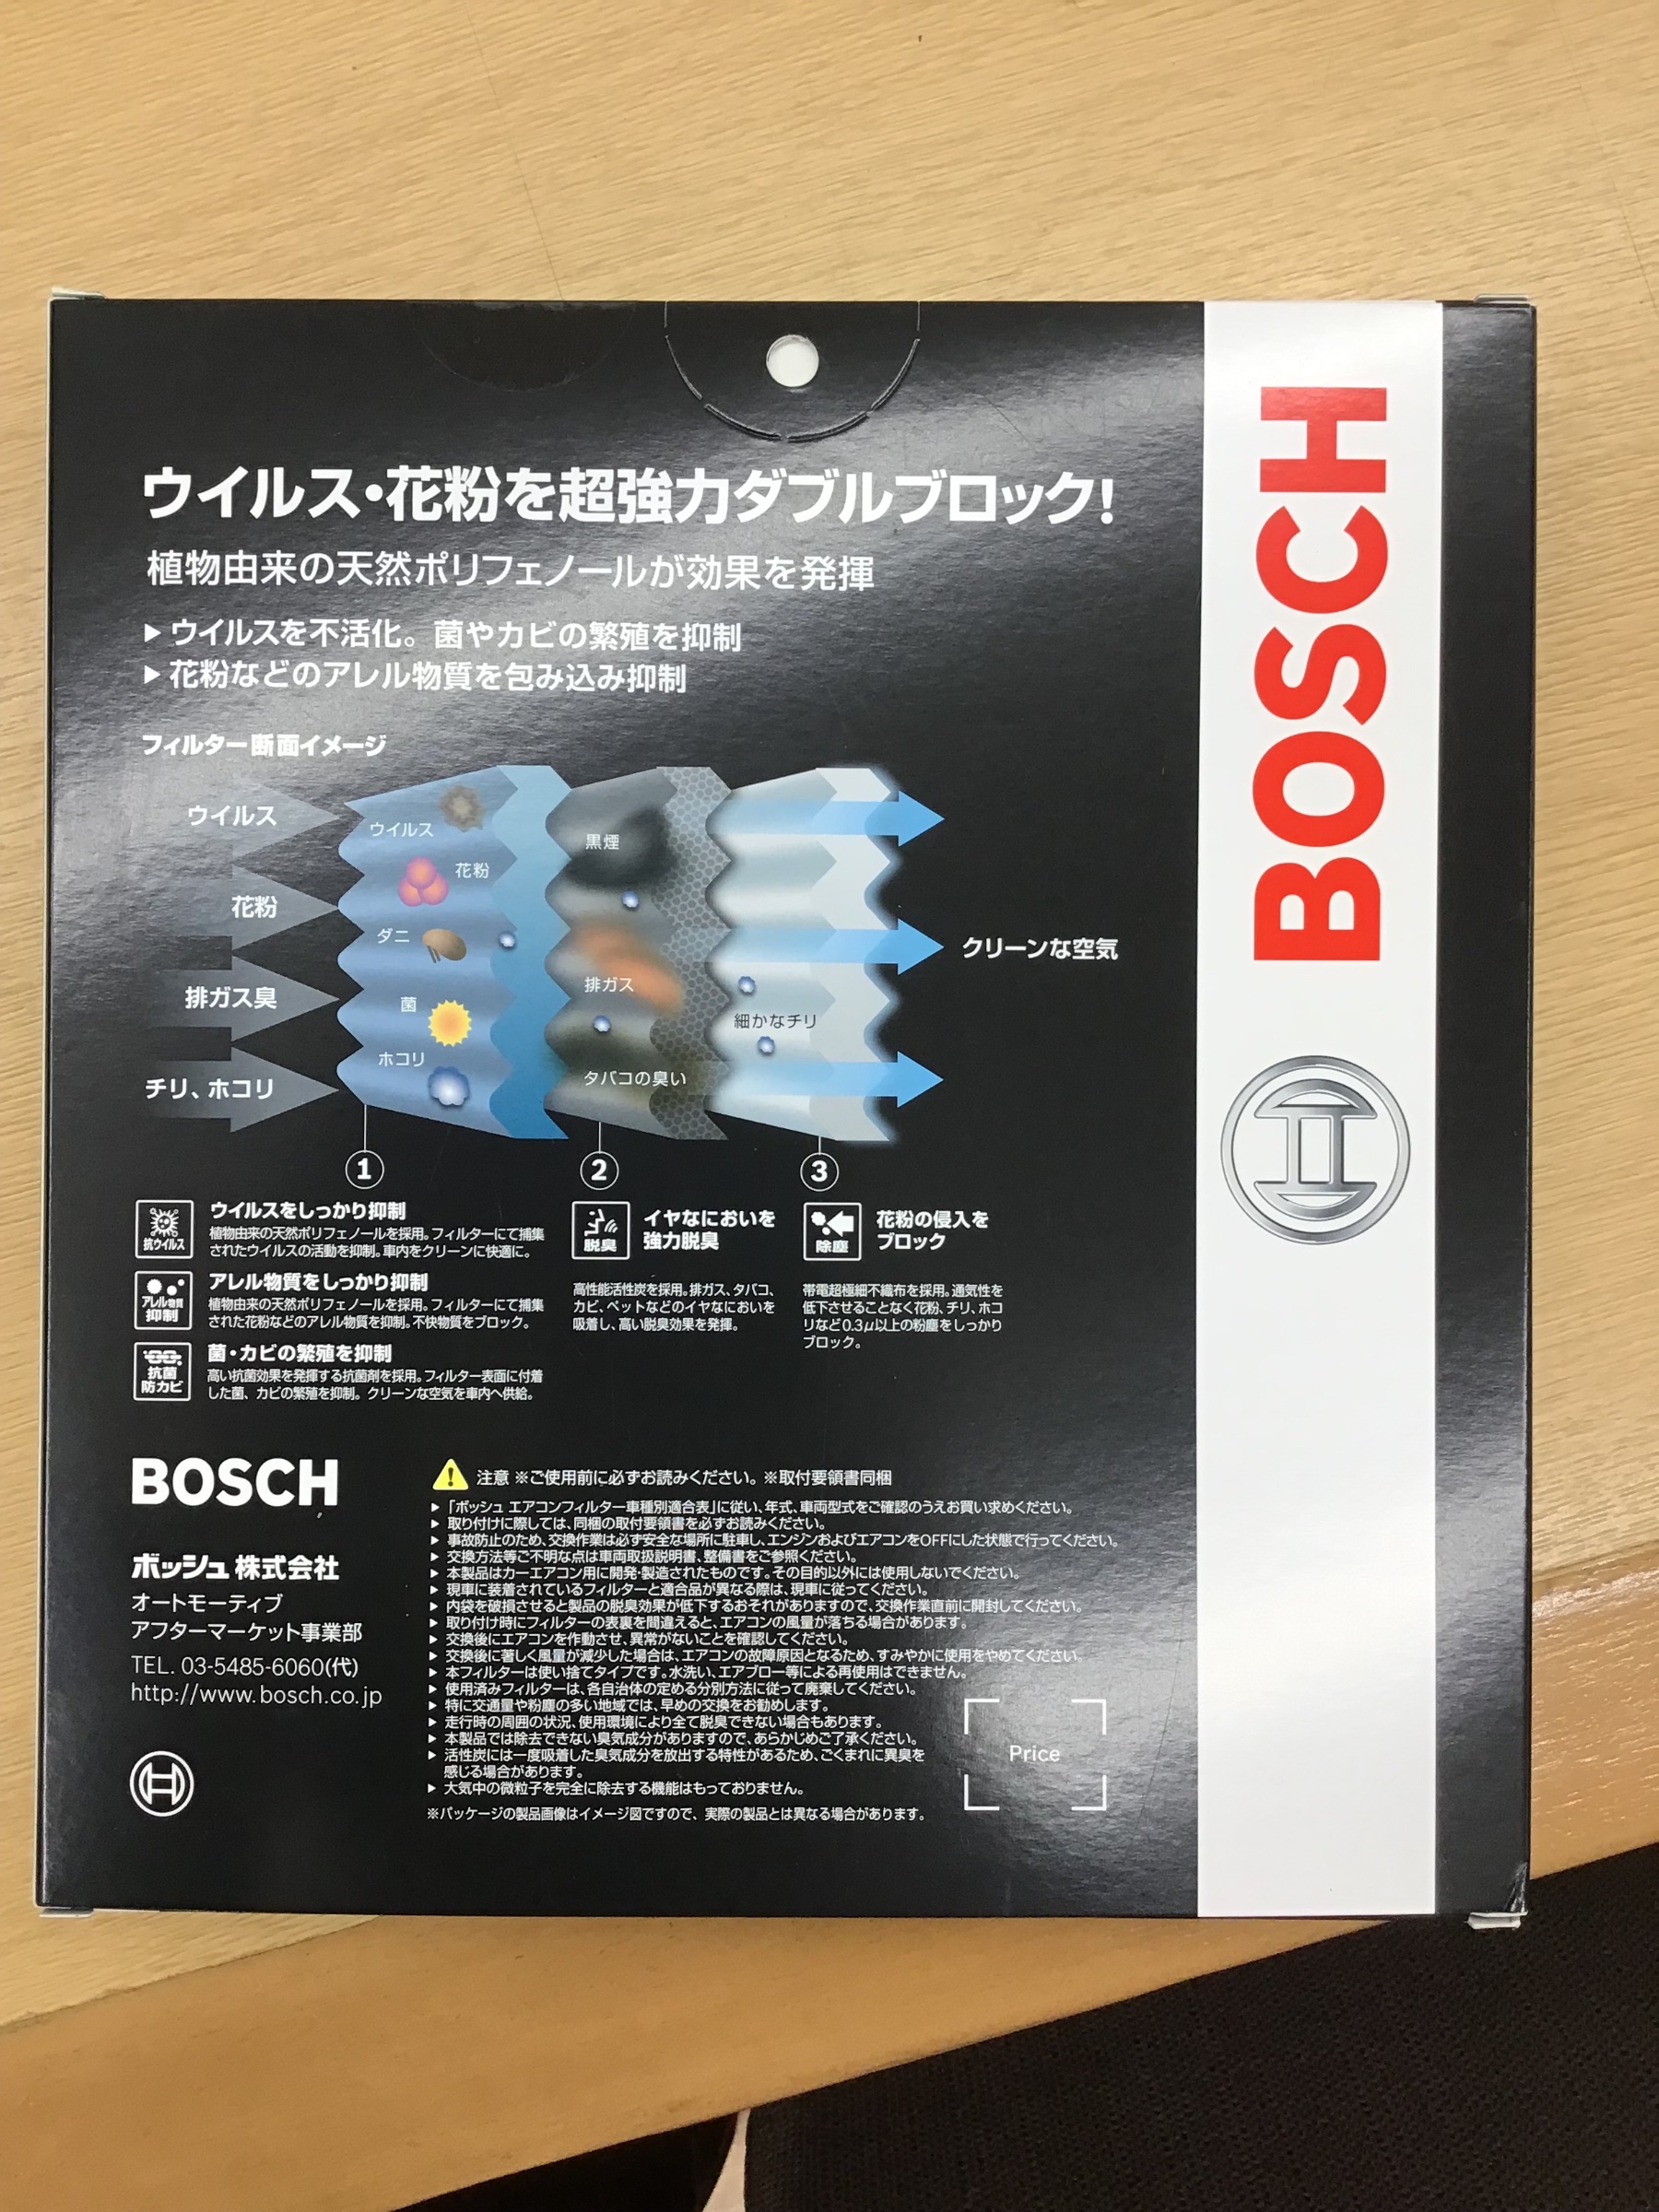 ウイルス・花粉を超強力ダブルブロック!
植物由来の天然ポリフェノールが効果を発揮
▶ウイルスを不活化。菌やカビの繁殖を抑制
▶花粉などのアレル物質を包み込み抑制
フィルター断面イメージ
ウイルス
花粉
排ガス臭
チリ、ホコリ
ウイルス
花粉
ダニ
菌
ホコリ
黒煙
排ガス
タバコの臭い
細かなチリ
クリーンな空気
1
2
3
抗ウイルス
ウイルスをしっかり抑制
植物由来の天然ポリフェノールを採用。フィルターにて捕集
されたウイルスの活動を抑制。車内をクリーンに快適に。
アレル物質
抑制
アレル物質をしっかり抑制
植物由来の天然ポリフェノールを採用。フィルターにて捕集
された花粉などのアレル物質を抑制。不快物質をブロック。
抗菌
防カビ
菌・カビの繁殖を抑制
高い抗菌効果を発揮する抗菌剤を採用。フィルター表面に付着
した菌、カビの繁殖を抑制。クリーンな空気を車内へ供給。
脱臭
イヤなにおいを
強力脱臭
高性能活性炭を採用。排ガス、タバコ、
カビ、ペットなどのイヤなにおいを
吸着し、高い脱臭効果を発揮。
除塵
花粉の侵入を
ブロック
帯電超極細不織布を採用。通気性を
低下させることなく花粉、チリ、ホコ
リなど0.3μ以上の粉塵をしっかり
ブロック。
BOSCH
ボッシュ株式会社
オートモーティブ
アフターマーケット事業部
TEL. 03-5485-6060(代)
http://www.bosch.co.jp
注意 ※ご使用前に必ずお読みください。※取付要領書同梱
▶「ボッシュ エアコンフィルター車種別適合表」に従い、年式、車両型式をご確認のうえお買い求めください。
▶取り付けに際しては、同梱の取付要領書を必ずお読みください。
▶事故防止のため、交換作業は必ず安全な場所に駐車し、エンジンおよびエアコンをOFFにした状態で行ってください。
▶交換方法等ご不明な点は車両取扱説明書、整備書をご参照ください。
▶本製品はカーエアコン用に開発・製造されたものです。その目的以外には使用しないでください。
▶現車に装着されているフィルターと適合品が異なる際は、現車に従ってください。
▶内袋を破損させると製品の脱臭効果が低下するおそれがありますので、交換作業直前に開封してください。
▶取り付け時にフィルターの表裏を間違えると、エアコンの風量が落ちる場合があります。
▶交換後にエアコンを作動させ、異常がないことを確認してください。
▶交換後に著しく風量が減少した場合は、エアコンの故障原因となるため、すみやかに使用をやめてください。
▶本フィルターは使い捨てタイプです。水洗い、エアブロー等による再使用はできません。
▶使用済みフィルターは、各自治体の定める分別方法に従って廃棄してください。
▶特に交通量や粉塵の多い地域では、早めの交換をお勧めします。
▶走行時の周囲の状況、使用環境により全て脱臭できない場合もあります。
▶本製品では除去できない臭気成分がありますので、あらかじめご了承ください。
▶活性炭には一度吸着した臭気成分を放出する特性があるため、ごくまれに異臭を
感じる場合があります。
▶大気中の微粒子を完全に除去する機能はもっておりません。
※パッケージの製品画像はイメージ図ですので、実際の製品とは異なる場合があります。
Price
BOSCH